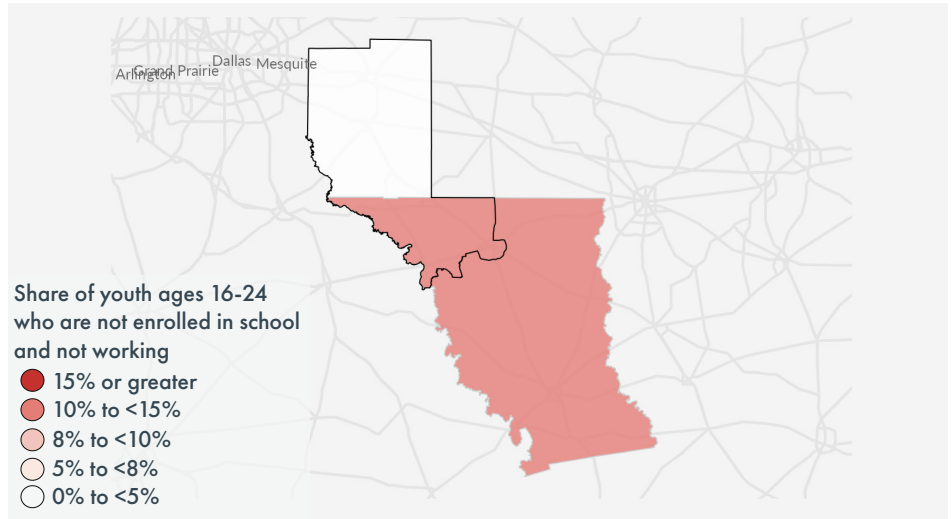 Dallas
Mesquite
Grand Prairie
Arlington
Share of youth ages 16-24
who are not enrolled in school
and not working
15% or greater
10% to <15%
8% to <10%
5% to <8%
0% to <5%